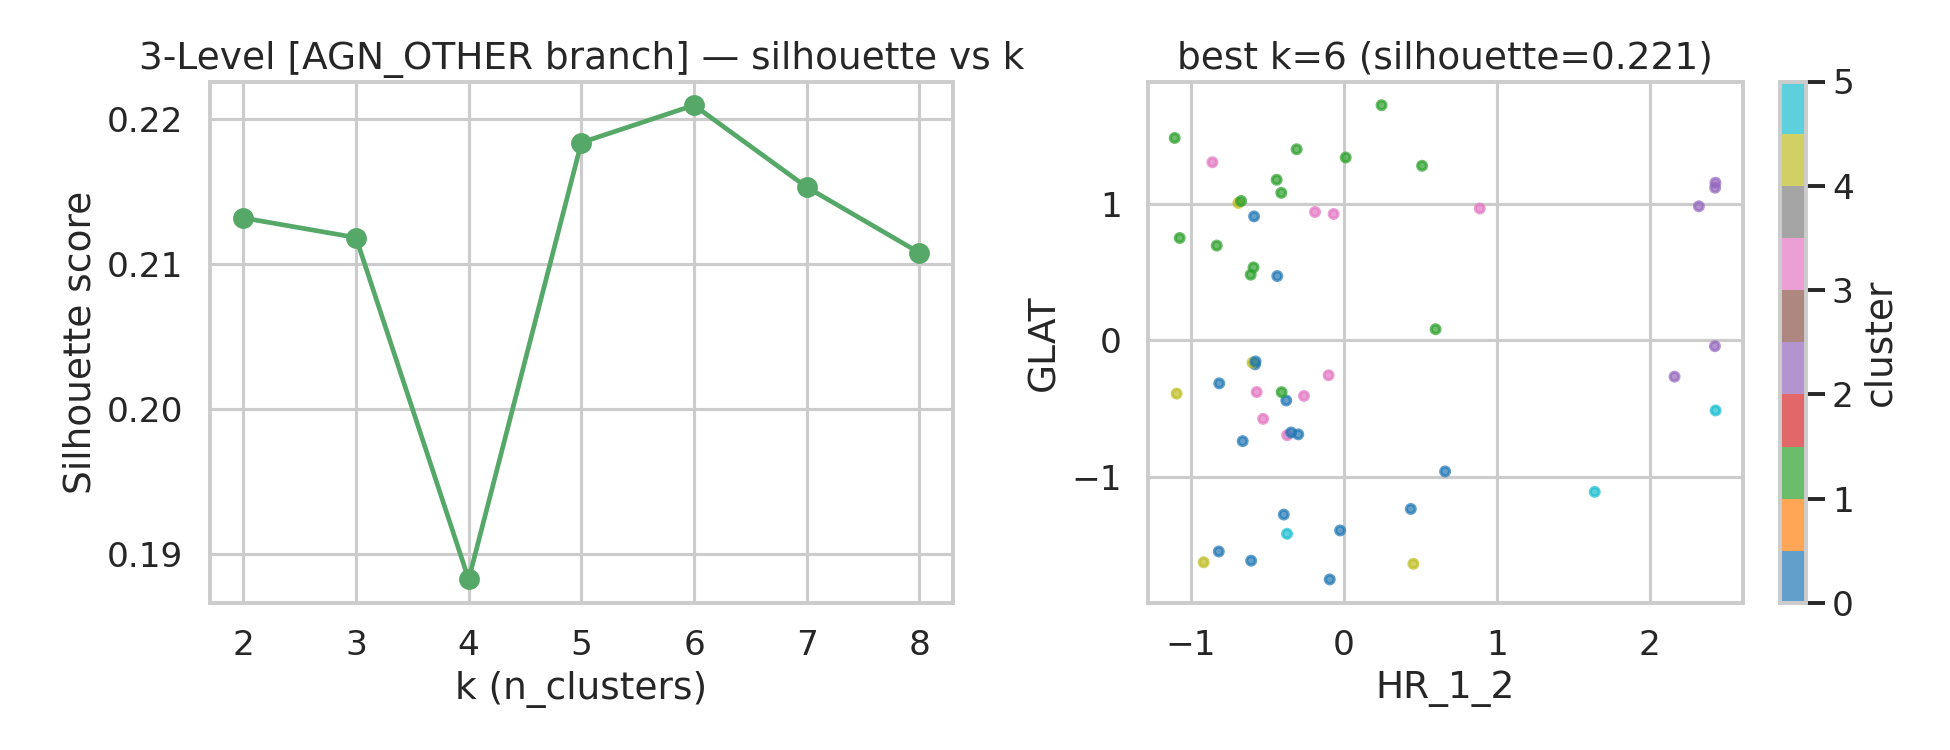 3-Level [AGN_OTHER branch] — silhouette vs k
0.22
0.21
0.20
0.19
Silhouette score
2 3 4 5 6 7 8
k (n_clusters)
best k=6 (silhouette=0.221)
1
0
−1
GLAT
−1 0 1 2
HR_1_2
5
4
3
2
1
0
cluster